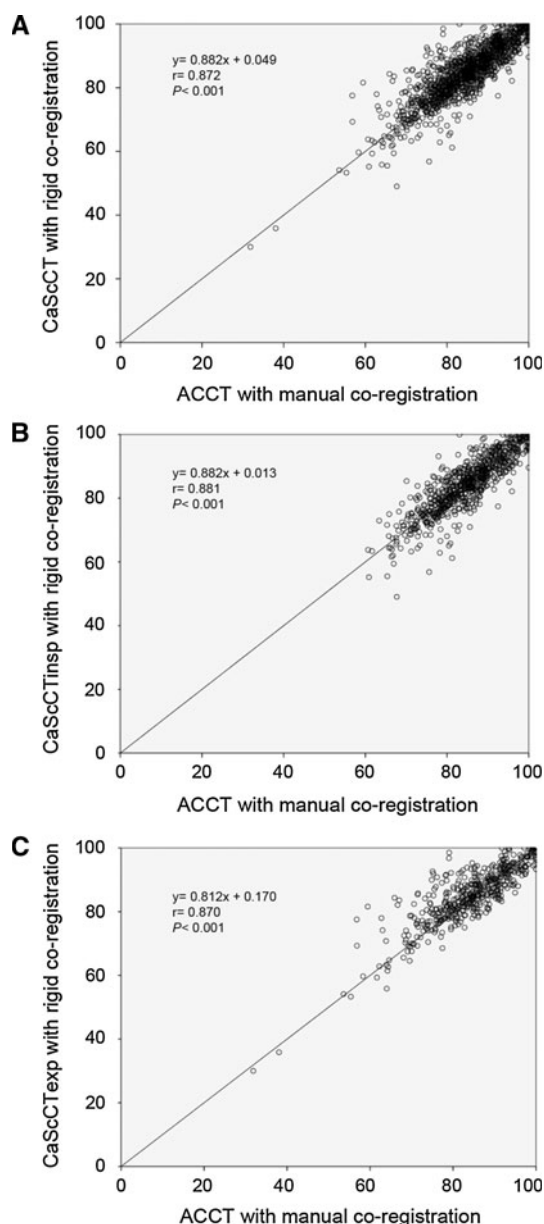 A
CaScCT with rigid co-registration
100
80
60
40
20
0
y= 0.882x + 0.049
r= 0.872
P< 0.001
0 20 40 60 80 100
ACCT with manual co-registration
B
CaScCTinsp with rigid co-registration
100
80
60
40
20
0
y= 0.882x + 0.013
r= 0.881
P< 0.001
0 20 40 60 80 100
ACCT with manual co-registration
C
CaScCTexp with rigid co-registration
100
80
60
40
20
0
y= 0.812x + 0.170
r= 0.870
P< 0.001
0 20 40 60 80 100
ACCT with manual co-registration